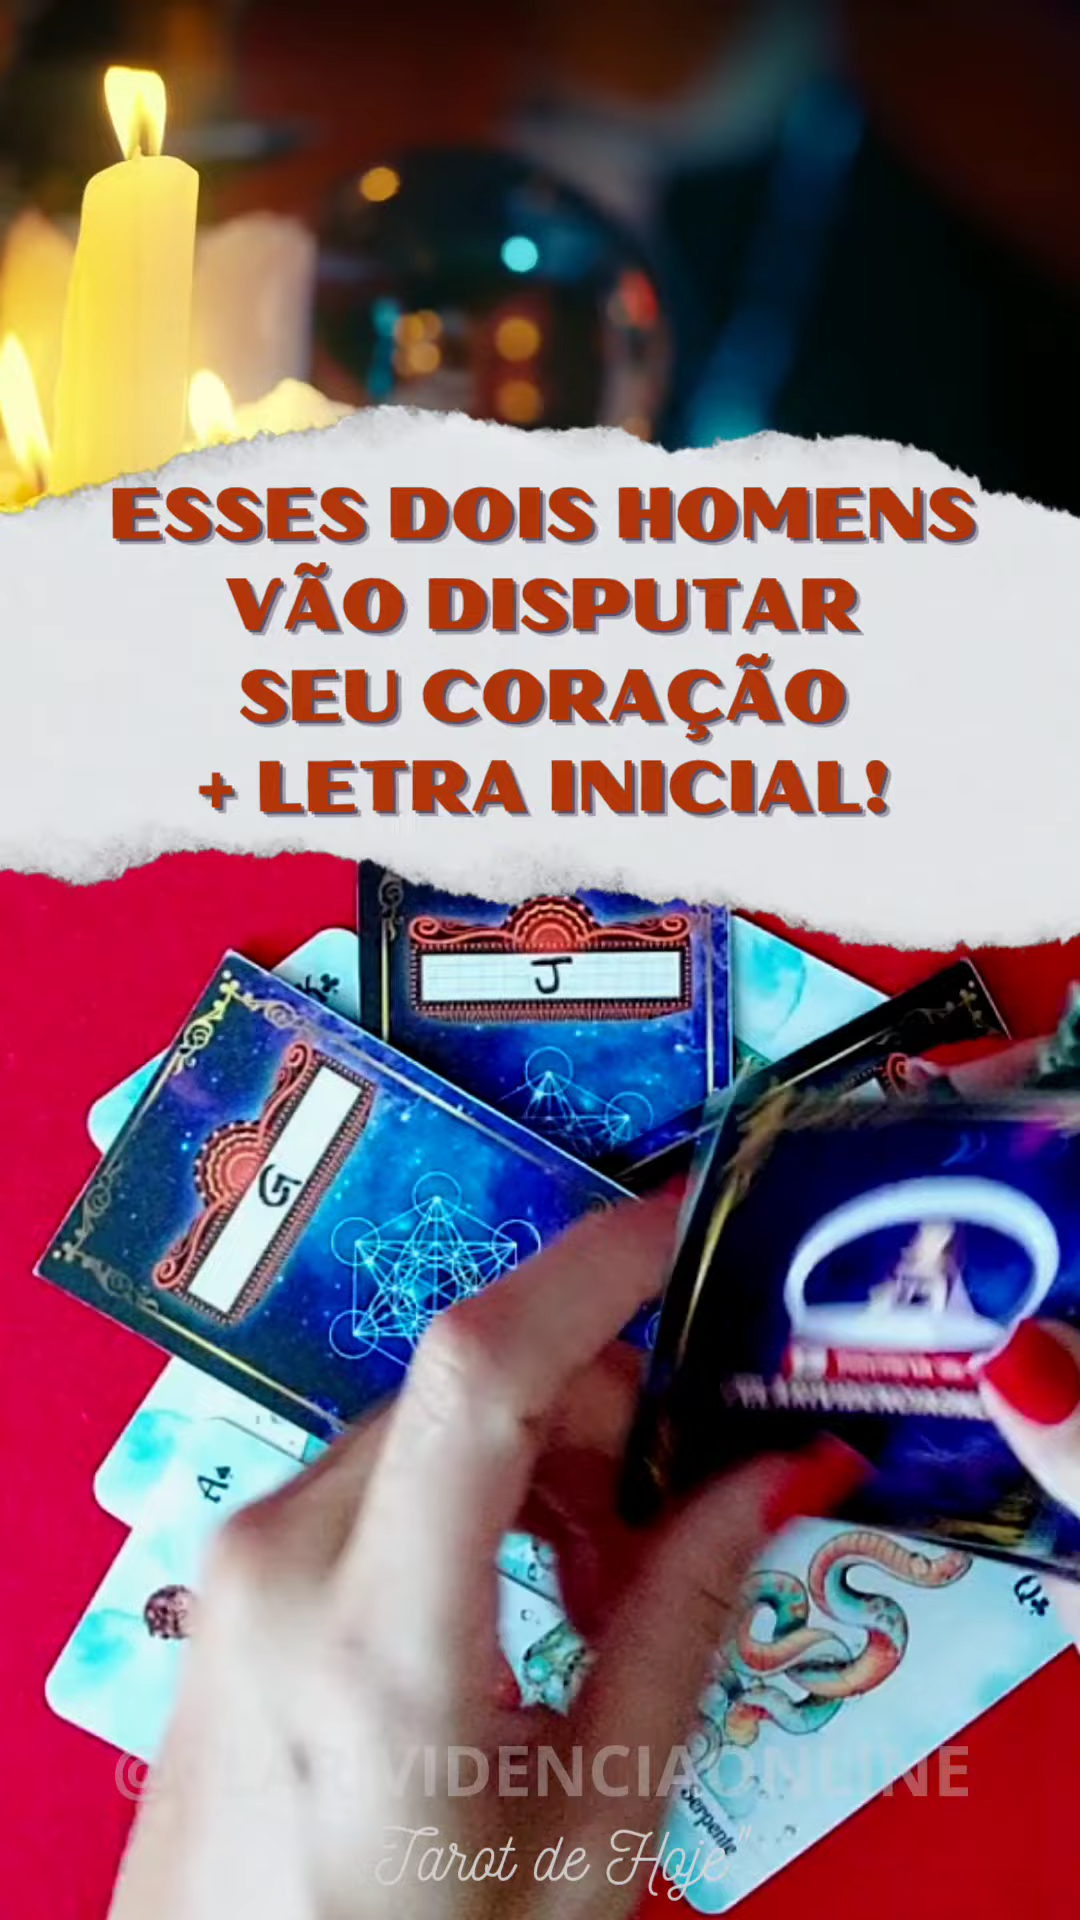 ESSES DOIS HOMENS
VÃO DISPUTAR
SEU CORAÇÃO
+ LETRA INICIAL!
J
K♣
G
A♠
Q♣
Serpente
Tarot de Hoje"